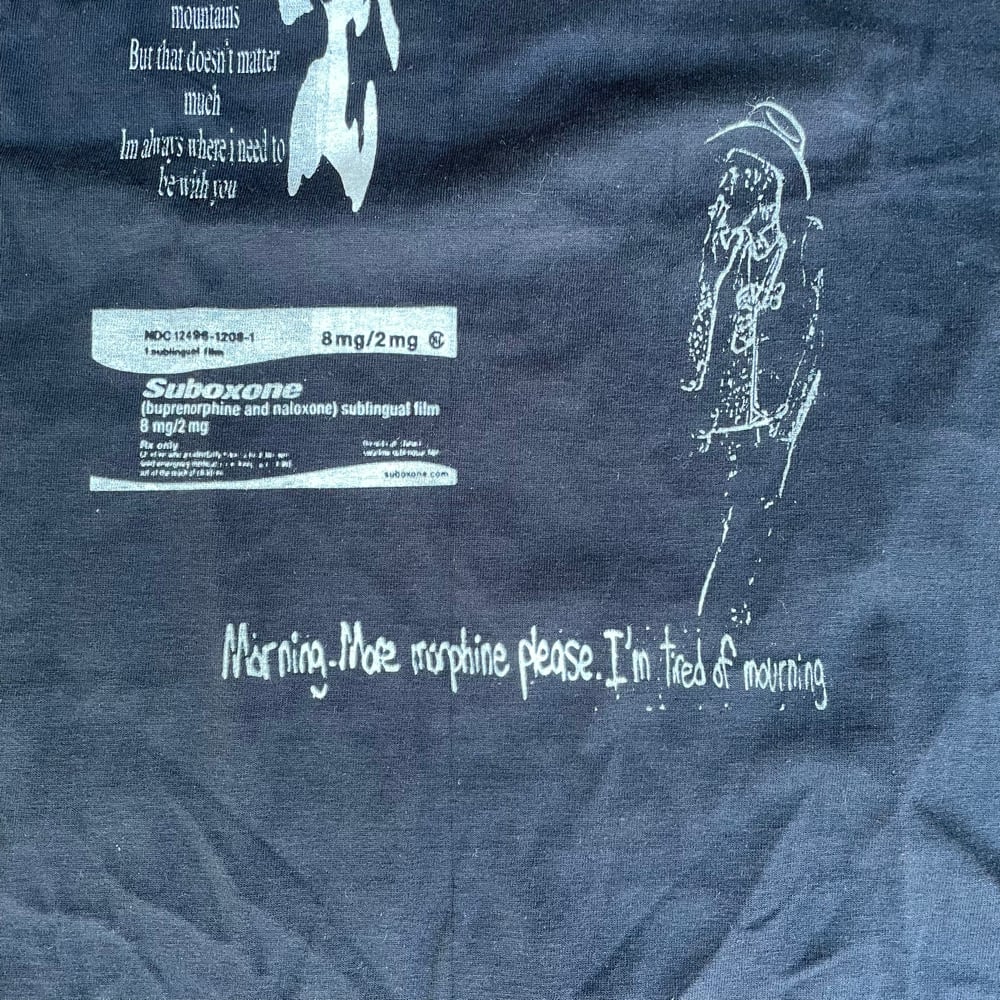 mountains
But that doesn't matter
much
Im always where i need to
be with you
NDC 12496-1208-1
8mg/2mg
1 sublingual film
Suboxone
(buprenorphine and naloxone) sublingual film
8 mg/2 mg
Rx only
suboxone.com
Morning. More morphine please. I'm tired of mourning